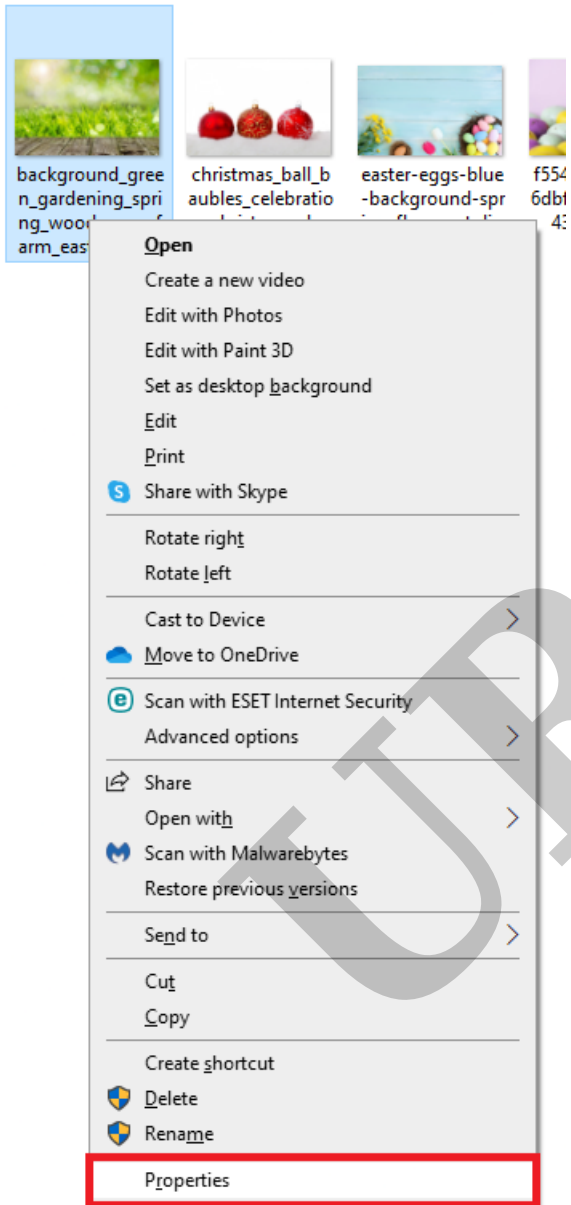 background_gree
n_gardening_spri
arm_eas
christmas_ball_b
aubles_celebratio
easter-eggs-blue
-background-spr
f554
6dbf
43
Open
Create a new video
Edit with Photos
Edit with Paint 3D
Set as desktop background
Edit
Print
Share with Skype
Rotate right
Rotate left
Cast to Device
Move to OneDrive
Scan with ESET Internet Security
Advanced options
Share
Open with
Scan with Malwarebytes
Restore previous versions
Send to
Cut
Copy
Create shortcut
Delete
Rename
Properties